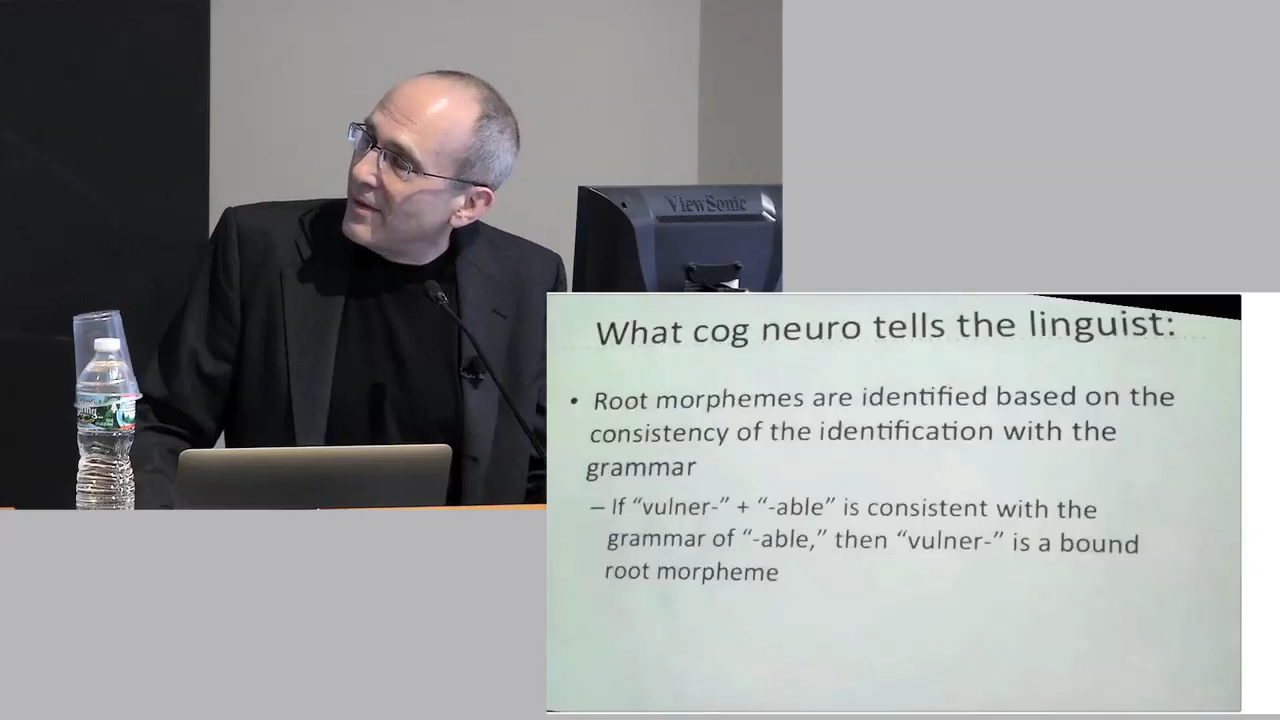 ViewSonic
What cog neuro tells the linguist:
• Root morphemes are identified based on the
consistency of the identification with the
grammar
– If “vulner-” + “-able” is consistent with the
grammar of “-able,” then “vulner-” is a bound
root morpheme